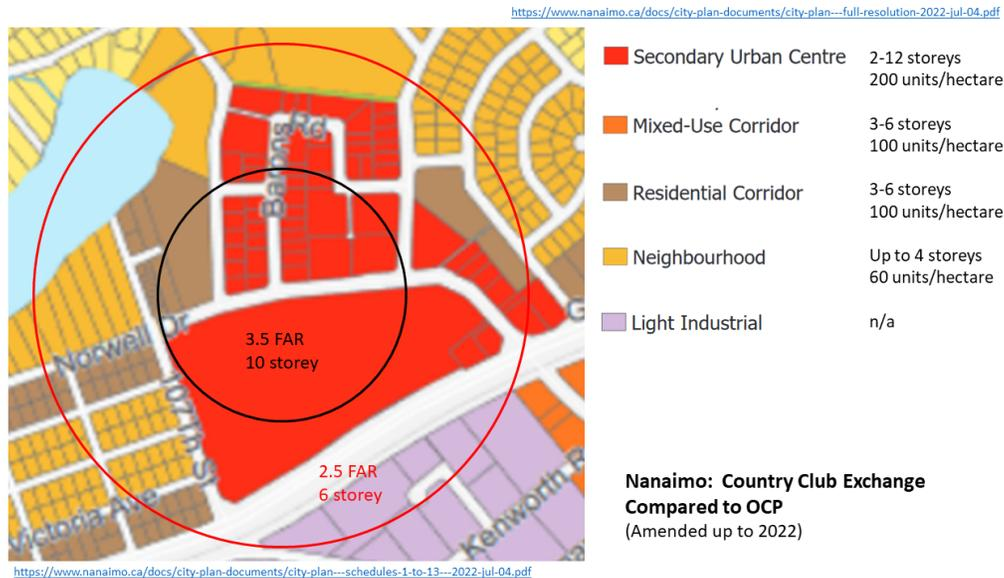 https://www.nanaimo.ca/docs/city-plan-documents/city-plan---full-resolution-2022-jul-04.pdf
Secondary Urban Centre
2-12 storeys
200 units/hectare
Mixed-Use Corridor
3-6 storeys
100 units/hectare
Residential Corridor
3-6 storeys
100 units/hectare
Neighbourhood
Up to 4 storeys
60 units/hectare
Light Industrial
n/a
Rd
Barons
3.5 FAR
10 storey
Norwell Dr
107th St
2.5 FAR
6 storey
Victoria Ave
Kenworth R
G
Nanaimo: Country Club Exchange
Compared to OCP
(Amended up to 2022)
https://www.nanaimo.ca/docs/city-plan-documents/city-plan---schedules-1-to-13---2022-jul-04.pdf